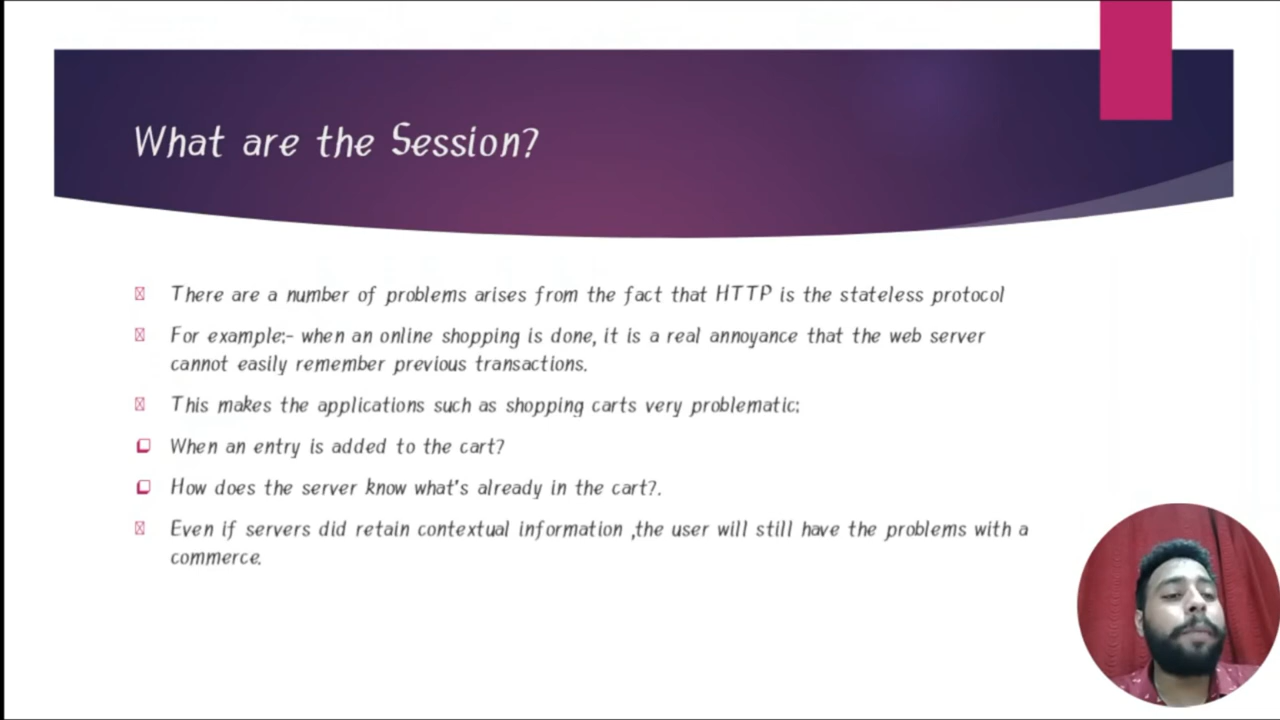 What are the Session?
There are a number of problems arises from the fact that HTTP is the stateless protocol
For example:- when an online shopping is done, it is a real annoyance that the web server
cannot easily remember previous transactions.
This makes the applications such as shopping carts very problematic:
When an entry is added to the cart?
How does the server know what's already in the cart?.
Even if servers did retain contextual information ,the user will still have the problems with a
commerce.